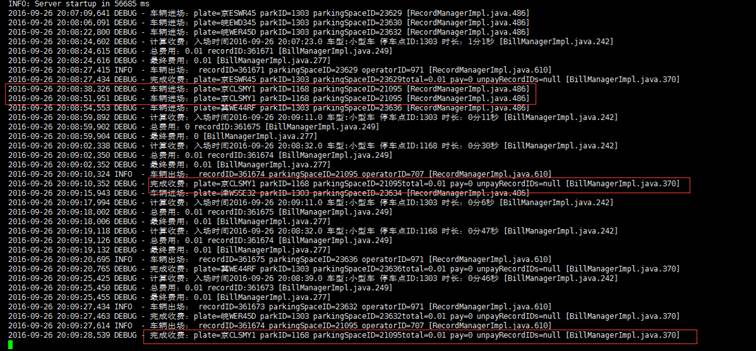 INFO: Server startup in 56685 ms
2016-09-26 20:07:09,641 DEBUG - 车辆进场：plate=京ESWR45 parkID=1303 parkingSpaceID=23629 [RecordManagerImpl.java.486]
2016-09-26 20:08:06,091 DEBUG - 车辆进场：plate=皖EWD345 parkID=1303 parkingSpaceID=23630 [RecordManagerImpl.java.486]
2016-09-26 20:08:22,800 DEBUG - 车辆进场：plate=皖WER45D parkID=1303 parkingSpaceID=23632 [RecordManagerImpl.java.486]
2016-09-26 20:08:24,602 DEBUG - 计算收费：入场时间2016-09-26 20:07:23.0 车型:小型车 停车点ID:1303 时长：1分1秒 [BillManagerImpl.java.242]
2016-09-26 20:08:24,615 DEBUG - 总费用：0.01 recordID:361671 [BillManagerImpl.java.249]
2016-09-26 20:08:24,616 DEBUG - 最终费用：0.01 [BillManagerImpl.java.277]
2016-09-26 20:08:27,415 INFO - 车辆出场： recordID=361671 parkingSpaceID=23629 operatorID=971 [RecordManagerImpl.java.610]
2016-09-26 20:08:27,434 DEBUG - 完成收费：plate=京ESWR45 parkID=1303 parkingSpaceID=23629total=0.01 pay=0 unpayRecordIDs=null [BillManagerImpl.java.370]
2016-09-26 20:08:38,326 DEBUG - 车辆进场：plate=京CLSMY1 parkID=1168 parkingSpaceID=21095 [RecordManagerImpl.java.486]
2016-09-26 20:08:51,951 DEBUG - 车辆进场：plate=京CLSMY1 parkID=1168 parkingSpaceID=21095 [RecordManagerImpl.java.486]
2016-09-26 20:08:54,553 DEBUG - 车辆进场：plate=冀WE44RF parkID=1303 parkingSpaceID=23636 [RecordManagerImpl.java.486]
2016-09-26 20:08:59,892 DEBUG - 计算收费：入场时间2016-09-26 20:09:11.0 车型:小型车 停车点ID:1303 时长：0分11秒 [BillManagerImpl.java.242]
2016-09-26 20:08:59,902 DEBUG - 总费用：0 recordID:361675 [BillManagerImpl.java.249]
2016-09-26 20:08:59,904 DEBUG - 最终费用：0 [BillManagerImpl.java.277]
2016-09-26 20:09:02,338 DEBUG - 计算收费：入场时间2016-09-26 20:08:32.0 车型:小型车 停车点ID:1168 时长：0分30秒 [BillManagerImpl.java.242]
2016-09-26 20:09:02,350 DEBUG - 总费用：0.01 recordID:361674 [BillManagerImpl.java.249]
2016-09-26 20:09:02,352 DEBUG - 最终费用：0.01 [BillManagerImpl.java.277]
2016-09-26 20:09:10,324 INFO - 车辆出场： recordID=361674 parkingSpaceID=21095 operatorID=707 [RecordManagerImpl.java.610]
2016-09-26 20:09:10,352 DEBUG - 完成收费：plate=京CLSMY1 parkID=1168 parkingSpaceID=21095total=0.01 pay=0 unpayRecordIDs=null [BillManagerImpl.java.370]
2016-09-26 20:09:15,943 DEBUG - 车辆进场：plate=津W5SE32 parkID=1303 parkingSpaceID=23634 [RecordManagerImpl.java.486]
2016-09-26 20:09:17,994 DEBUG - 计算收费：入场时间2016-09-26 20:09:11.0 车型:小型车 停车点ID:1303 时长：0分6秒 [BillManagerImpl.java.242]
2016-09-26 20:09:18,002 DEBUG - 总费用：0.01 recordID:361675 [BillManagerImpl.java.249]
2016-09-26 20:09:18,006 DEBUG - 最终费用：0.01 [BillManagerImpl.java.277]
2016-09-26 20:09:19,118 DEBUG - 计算收费：入场时间2016-09-26 20:08:32.0 车型:小型车 停车点ID:1168 时长：0分47秒 [BillManagerImpl.java.242]
2016-09-26 20:09:19,126 DEBUG - 总费用：0.01 recordID:361674 [BillManagerImpl.java.249]
2016-09-26 20:09:19,132 DEBUG - 最终费用：0.01 [BillManagerImpl.java.277]
2016-09-26 20:09:20,695 INFO - 车辆出场： recordID=361675 parkingSpaceID=23636 operatorID=971 [RecordManagerImpl.java.610]
2016-09-26 20:09:20,765 DEBUG - 完成收费：plate=冀WE44RF parkID=1303 parkingSpaceID=23636total=0.01 pay=0 unpayRecordIDs=null [BillManagerImpl.java.370]
2016-09-26 20:09:25,425 DEBUG - 计算收费：入场时间2016-09-26 20:08:39.0 车型:小型车 停车点ID:1303 时长：0分46秒 [BillManagerImpl.java.242]
2016-09-26 20:09:25,450 DEBUG - 总费用：0.01 recordID:361673 [BillManagerImpl.java.249]
2016-09-26 20:09:25,455 DEBUG - 最终费用：0.01 [BillManagerImpl.java.277]
2016-09-26 20:09:27,434 INFO - 车辆出场： recordID=361673 parkingSpaceID=23632 operatorID=971 [RecordManagerImpl.java.610]
2016-09-26 20:09:27,463 DEBUG - 完成收费：plate=皖WER45D parkID=1303 parkingSpaceID=23632total=0.01 pay=0 unpayRecordIDs=null [BillManagerImpl.java.370]
2016-09-26 20:09:27,614 INFO - 车辆出场： recordID=361674 parkingSpaceID=21095 operatorID=707 [RecordManagerImpl.java.610]
2016-09-26 20:09:28,539 DEBUG - 完成收费：plate=京CLSMY1 parkID=1168 parkingSpaceID=21095total=0.01 pay=0 unpayRecordIDs=null [BillManagerImpl.java.370]